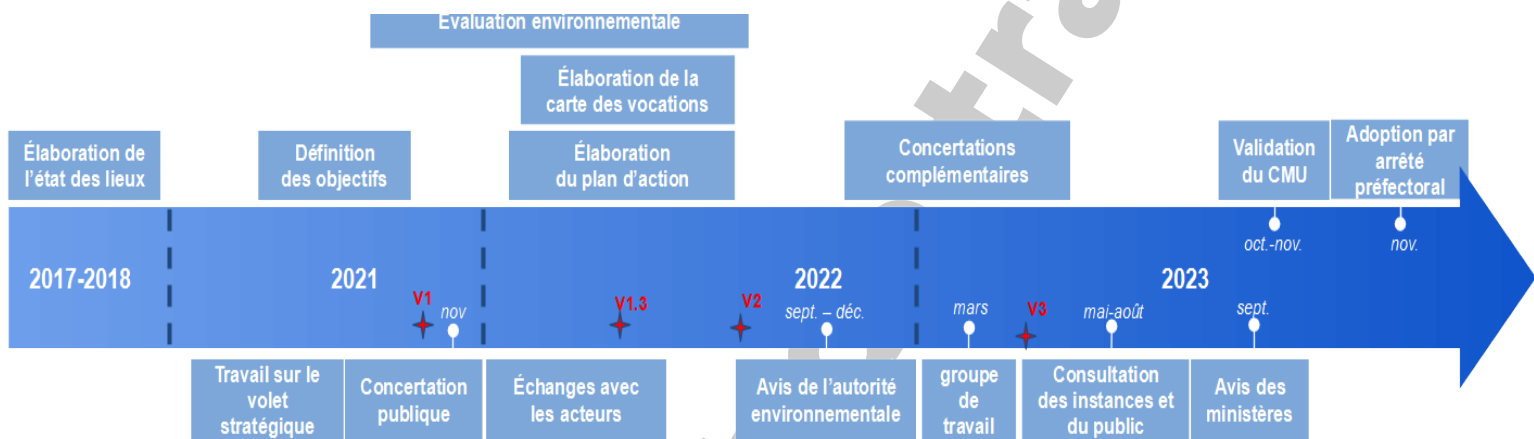 Évaluation environnementale
Élaboration de la
carte des vocations
Élaboration de
l'état des lieux
Définition
des objectifs
Élaboration
du plan d'action
Concertations
complémentaires
Validation
du CMU
Adoption par
arrêté
préfectoral
oct.-nov.
nov.
2017-2018
2021
2022
2023
V1
nov
V1.3
V2
sept. – déc.
mars
V3
mai-août
sept.
Travail sur le
volet
stratégique
Concertation
publique
Échanges avec
les acteurs
Avis de l'autorité
environnementale
groupe
de
travail
Consultation
des instances et
du public
Avis des
ministères